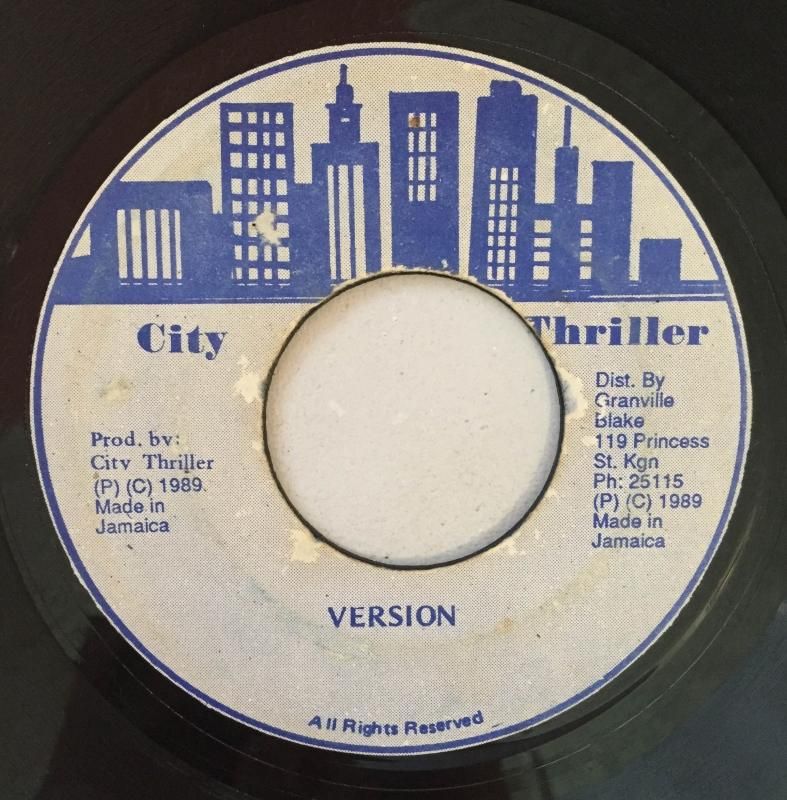 City Thriller
Prod. by:
City Thriller
(P) (C) 1989.
Made in
Jamaica
Dist. By
Granville
Blake
119 Princess
St. Kgn
Ph: 25115
(P) (C) 1989
Made in
Jamaica
VERSION
All Rights Reserved